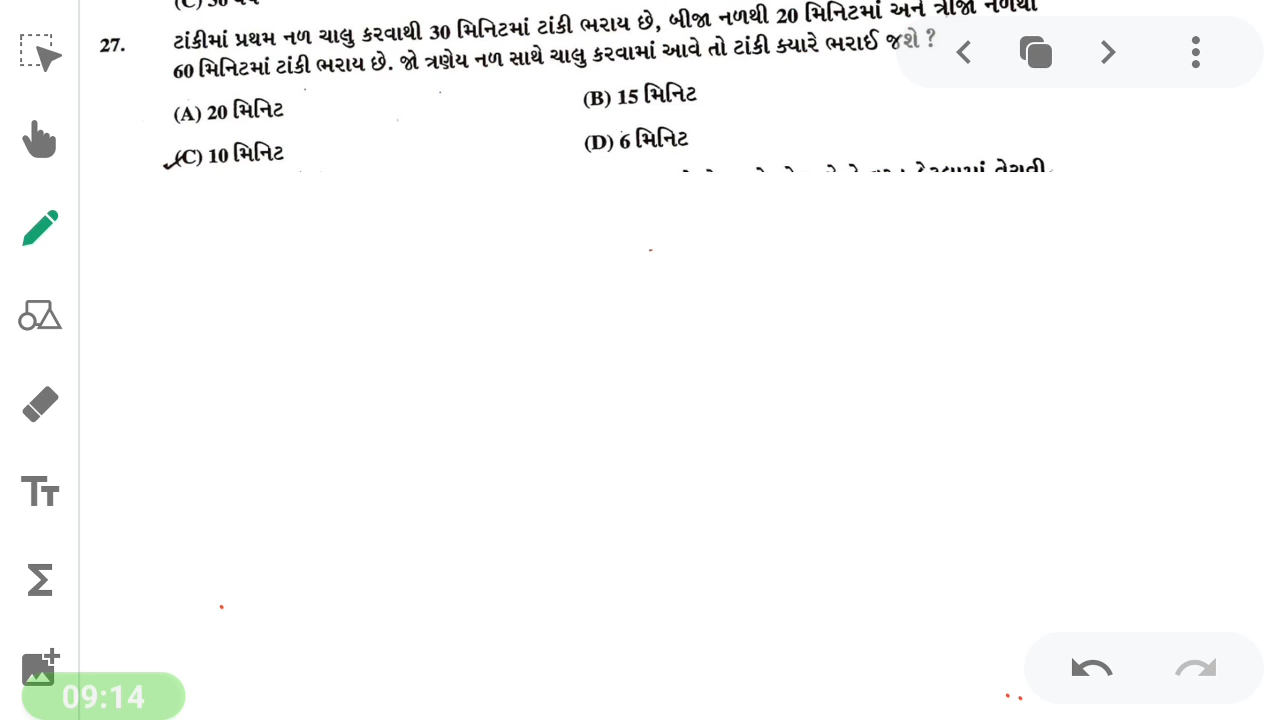 27. ટાંકીમાં પ્રથમ નળ ચાલુ કરવાથી 30 મિનિટમાં ટાંકી ભરાય છે, બીજા નળથી 20 મિનિટમાં અને ત્રીજા નળથી
60 મિનિટમાં ટાંકી ભરાય છે. જો ત્રણેય નળ સાથે ચાલુ કરવામાં આવે તો ટાંકી ક્યારે ભરાઈ જશે ?
(A) 20 મિનિટ (B) 15 મિનિટ
(C) 10 મિનિટ (D) 6 મિનિટ
Tт
Σ
09:14